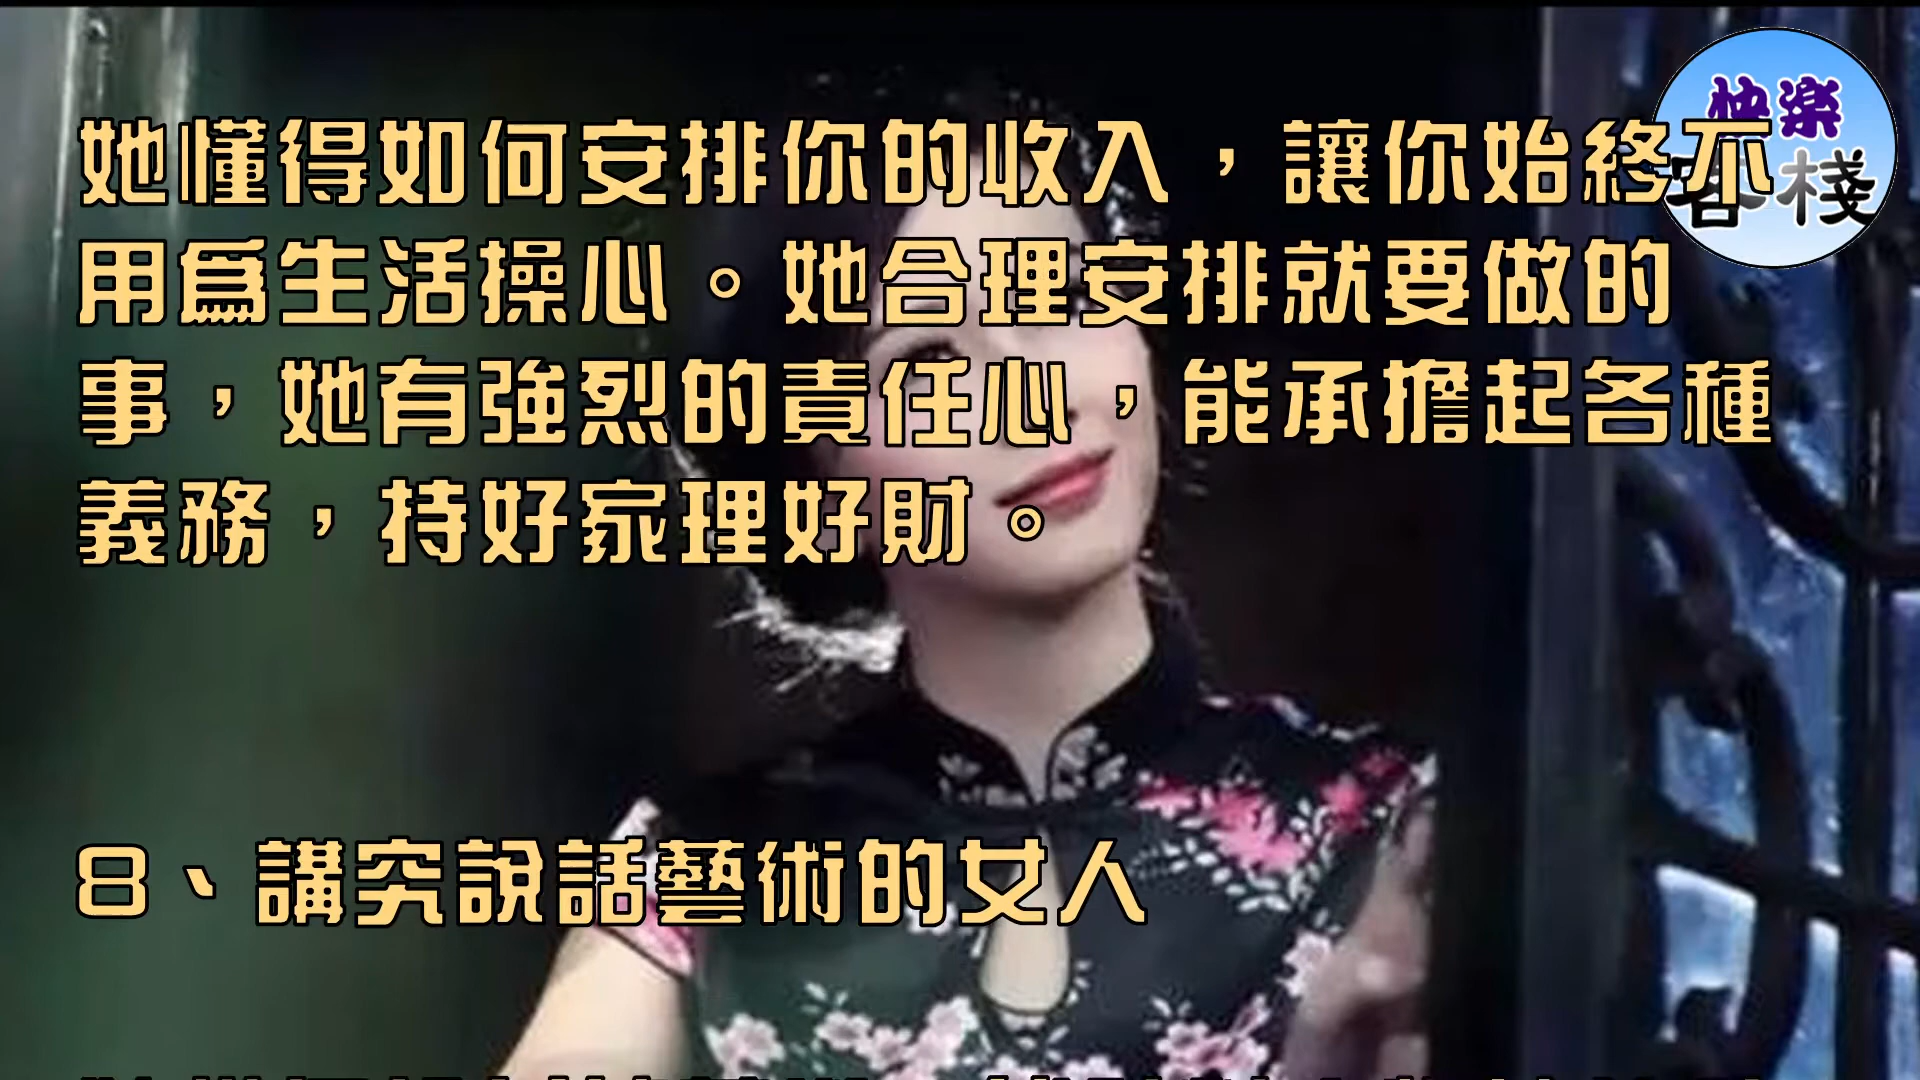 快樂
客棧
她懂得如何安排你的收入，讓你始終不
用爲生活操心。她合理安排就要做的
事，她有強烈的責任心，能承擔起各種
義務，持好家理好財。
8、講究說話藝術的女人